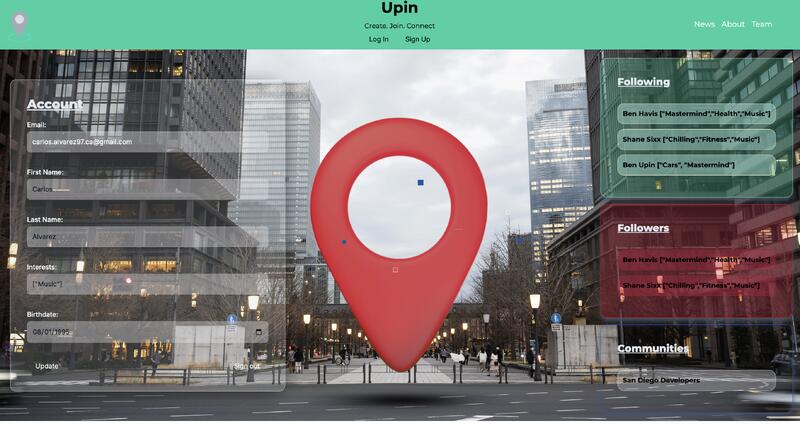 Upin
Create, Join, Connect
Log In Sign Up
News About Team
Account
Email:
carlos.alvarez97.ca@gmail.com
First Name:
Carlos
Last Name:
Alvarez
Interests:
["Music"]
Birthdate:
08/01/1995
Update Sign out
Following
Ben Havis ["Mastermind","Health","Music"]
Shane Sixx ["Chilling","Fitness","Music"]
Ben Upin ["Cars", "Mastermind"]
Followers
Ben Havis ["Mastermind","Health","Music"]
Shane Sixx ["Chilling","Fitness","Music"]
Communities
San Diego Developers